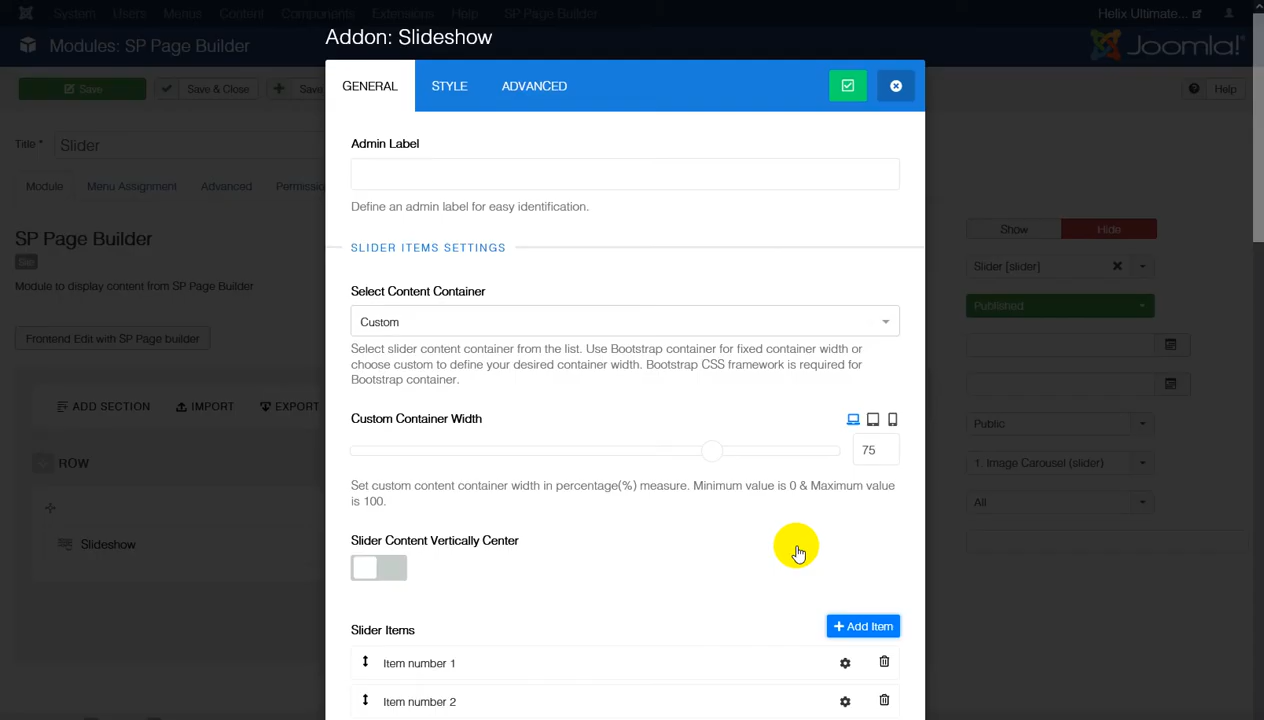 System Users Menus Content Components Extensions Help SP Page Builder Helix Ultimate...
Addon: Slideshow
Modules: SP Page Builder Joomla!
GENERAL STYLE ADVANCED
Save Save & Close Save Help
Admin Label
Title * Slider
Module Menu Assignment Advanced
Define an admin label for easy identification.
SP Page Builder Show Hide
SLIDER ITEMS SETTINGS
Site
Slider [slider]
Module to display content from SP Page Builder
Select Content Container
Published
Custom
Frontend Edit with SP Page builder
Select slider content container from the list. Use Bootstrap container for fixed container width or
choose custom to define your desired container width. Bootstrap CSS framework is required for
Bootstrap container.
ADD SECTION IMPORT EXPORT
Custom Container Width
Public
75
ROW 1. Image Carousel (slider)
Set custom content container width in percentage(%) measure. Minimum value is 0 & Maximum value
is 100.
All
Slideshow
Slider Content Vertically Center
Slider Items Add Item
Item number 1
Item number 2